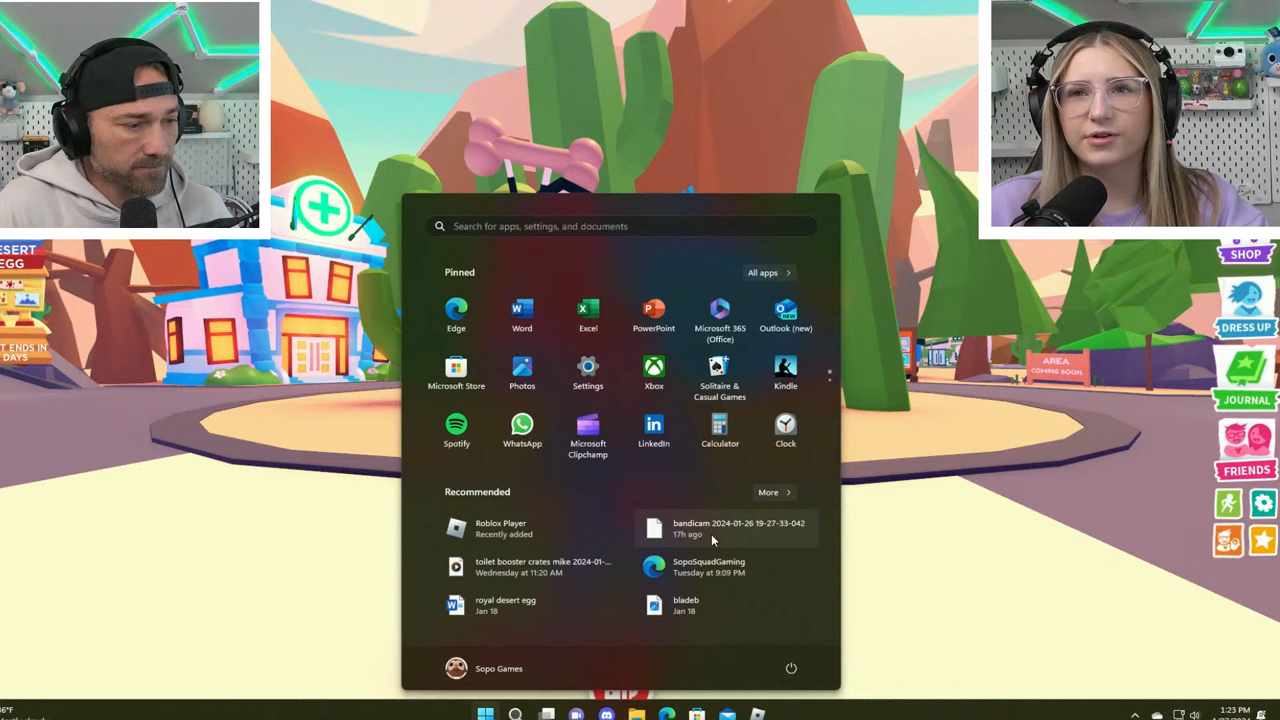 SHOP
DESERT
EGG
Search for apps, settings, and documents
Pinned
All apps
Edge
Word
Excel
PowerPoint
Microsoft 365
(Office)
Outlook (new)
NEW
DRESS UP
ENDS IN
DAYS
AREA
COMING SOON
Microsoft Store
Photos
Settings
Xbox
Solitaire &
Casual Games
Kindle
JOURNAL
Spotify
WhatsApp
Microsoft
Clipchamp
LinkedIn
Calculator
Clock
FRIENDS
Recommended
More
Roblox Player
Recently added
bandicam 2024-01-26 19-27-33-042
17h ago
toilet booster crates mike 2024-01-...
Wednesday at 11:20 AM
SopoSquadGaming
Tuesday at 9:09 PM
royal desert egg
Jan 18
bladeb
Jan 18
Sopo Games
1:23 PM